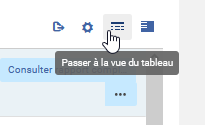 Passer à la vue du tableau
Consulter
...